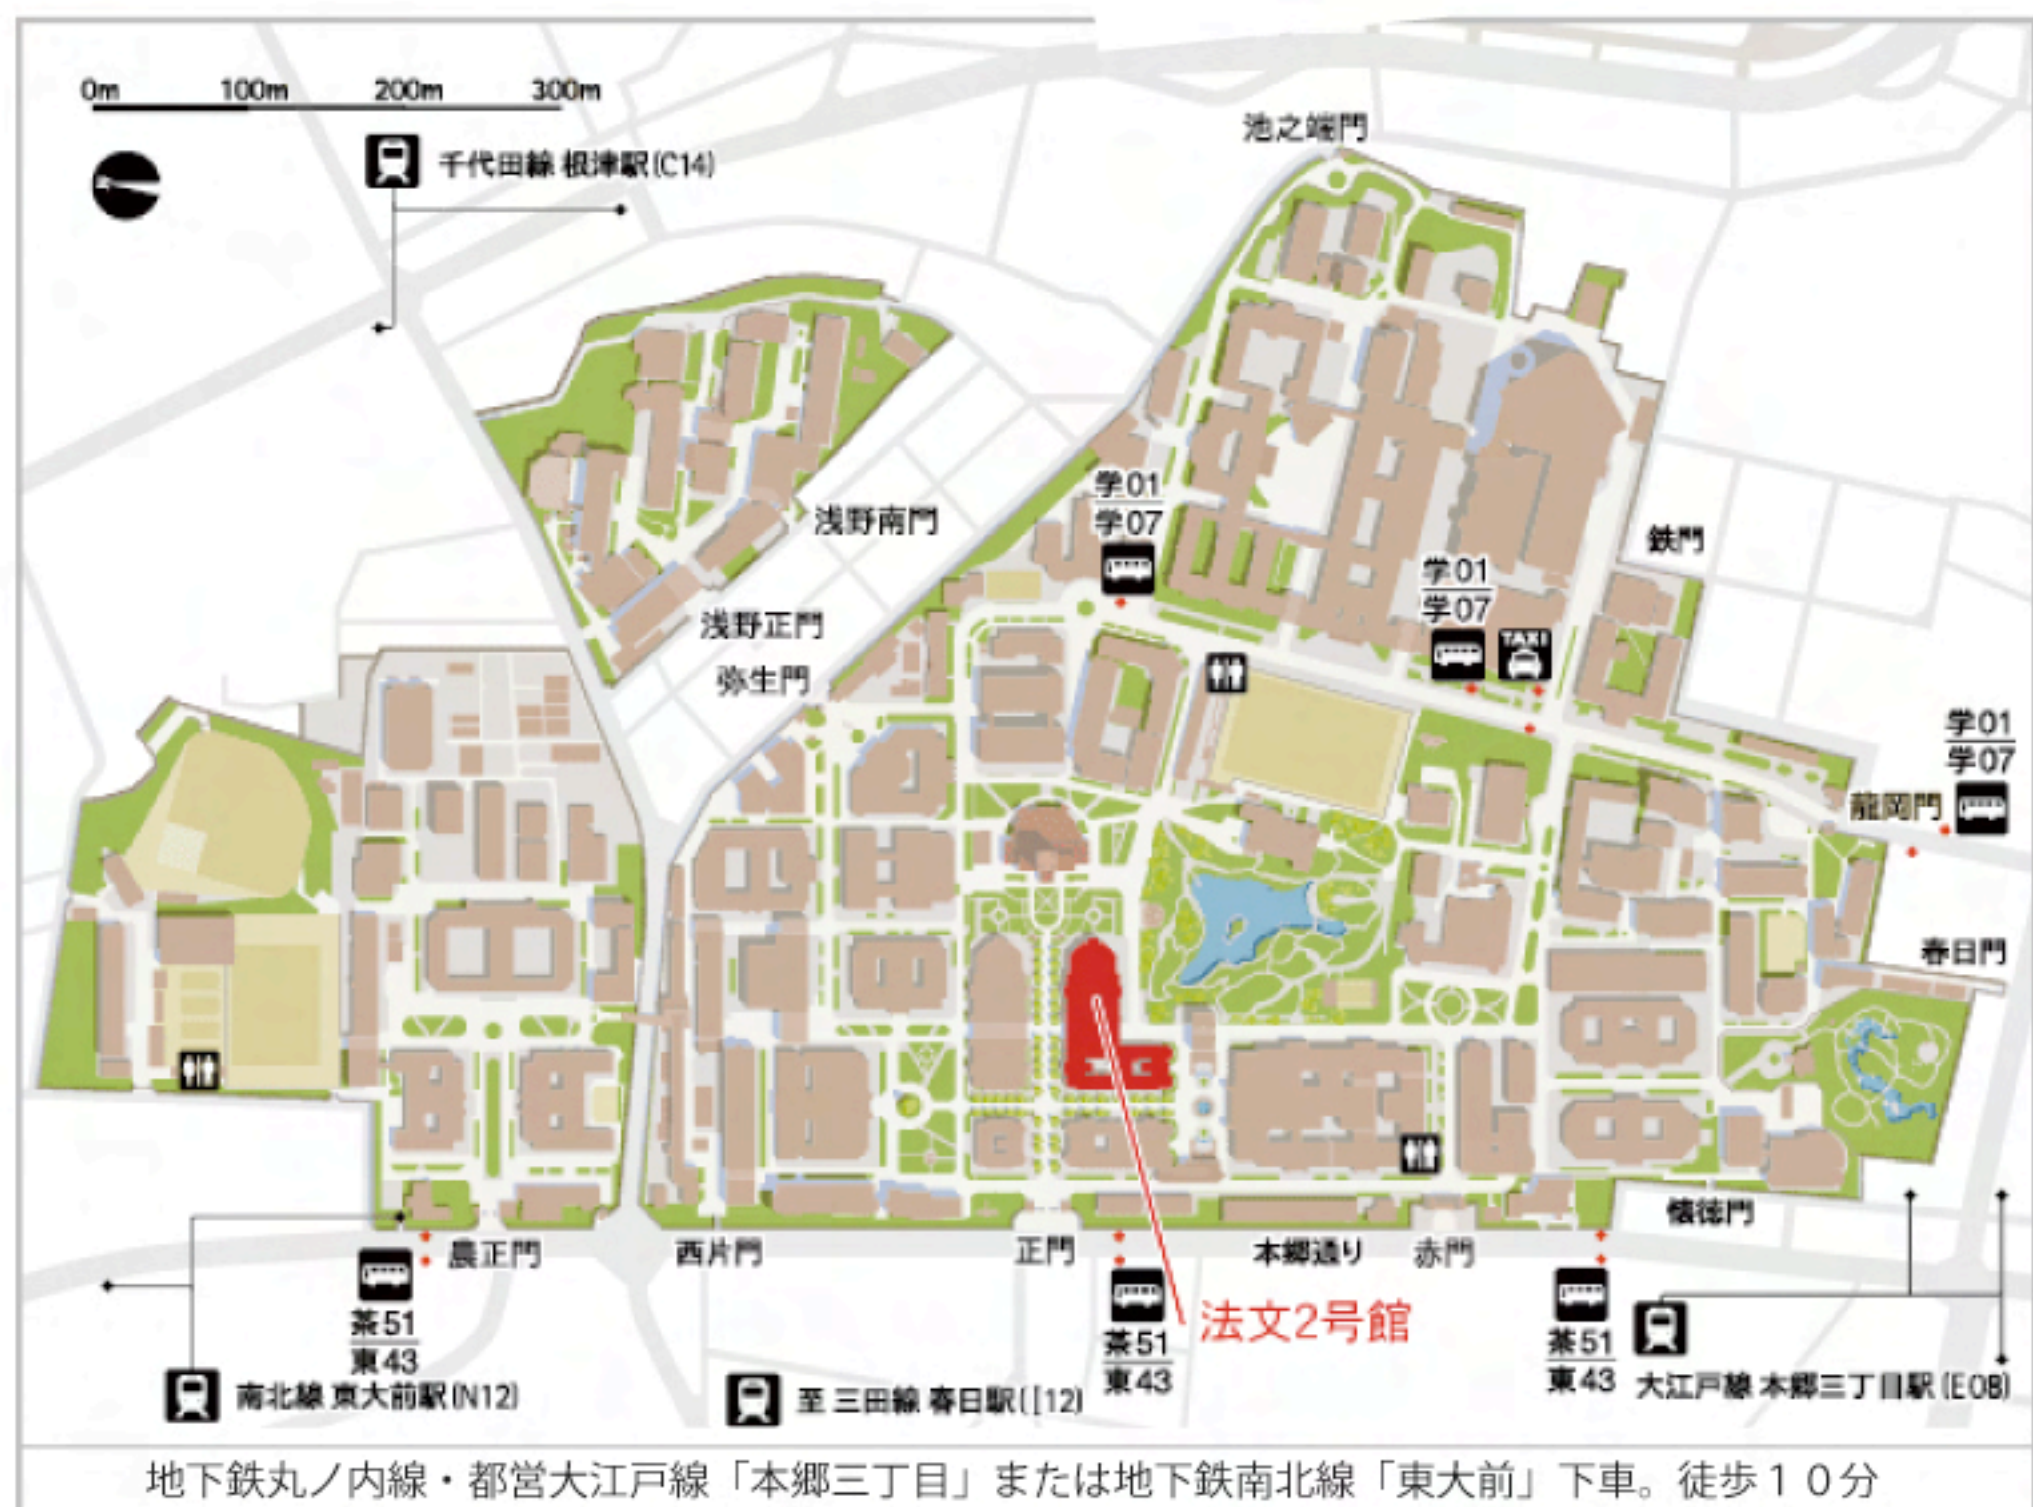 0m 100m 200m 300m
千代田線 根津駅(C14)
池之端門
学01
学07
浅野南門
鉄門
学01
学07
TAXI
浅野正門
弥生門
学01
学07
龍岡門
春日門
懐徳門
農正門
西片門
正門
本郷通り
赤門
茶51
東43
法文2号館
茶51
東43
茶51
東43
南北線 東大前駅(N12)
至 三田線 春日駅([12)
大江戸線 本郷三丁目駅(E08)
地下鉄丸ノ内線・都営大江戸線「本郷三丁目」または地下鉄南北線「東大前」下車。徒歩10分